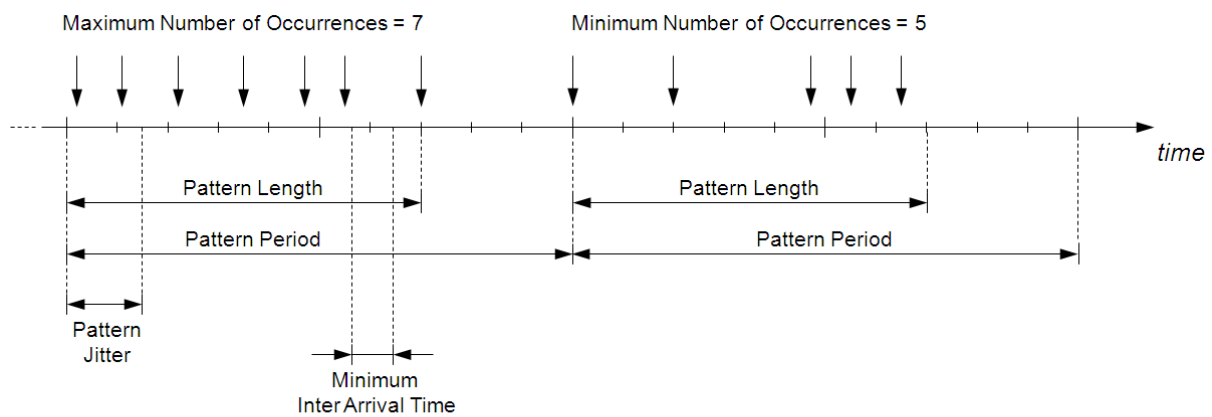 Maximum Number of Occurrences = 7
Minimum Number of Occurrences = 5
time
Pattern Length
Pattern Length
Pattern Period
Pattern Period
Pattern
Jitter
Minimum
Inter Arrival Time